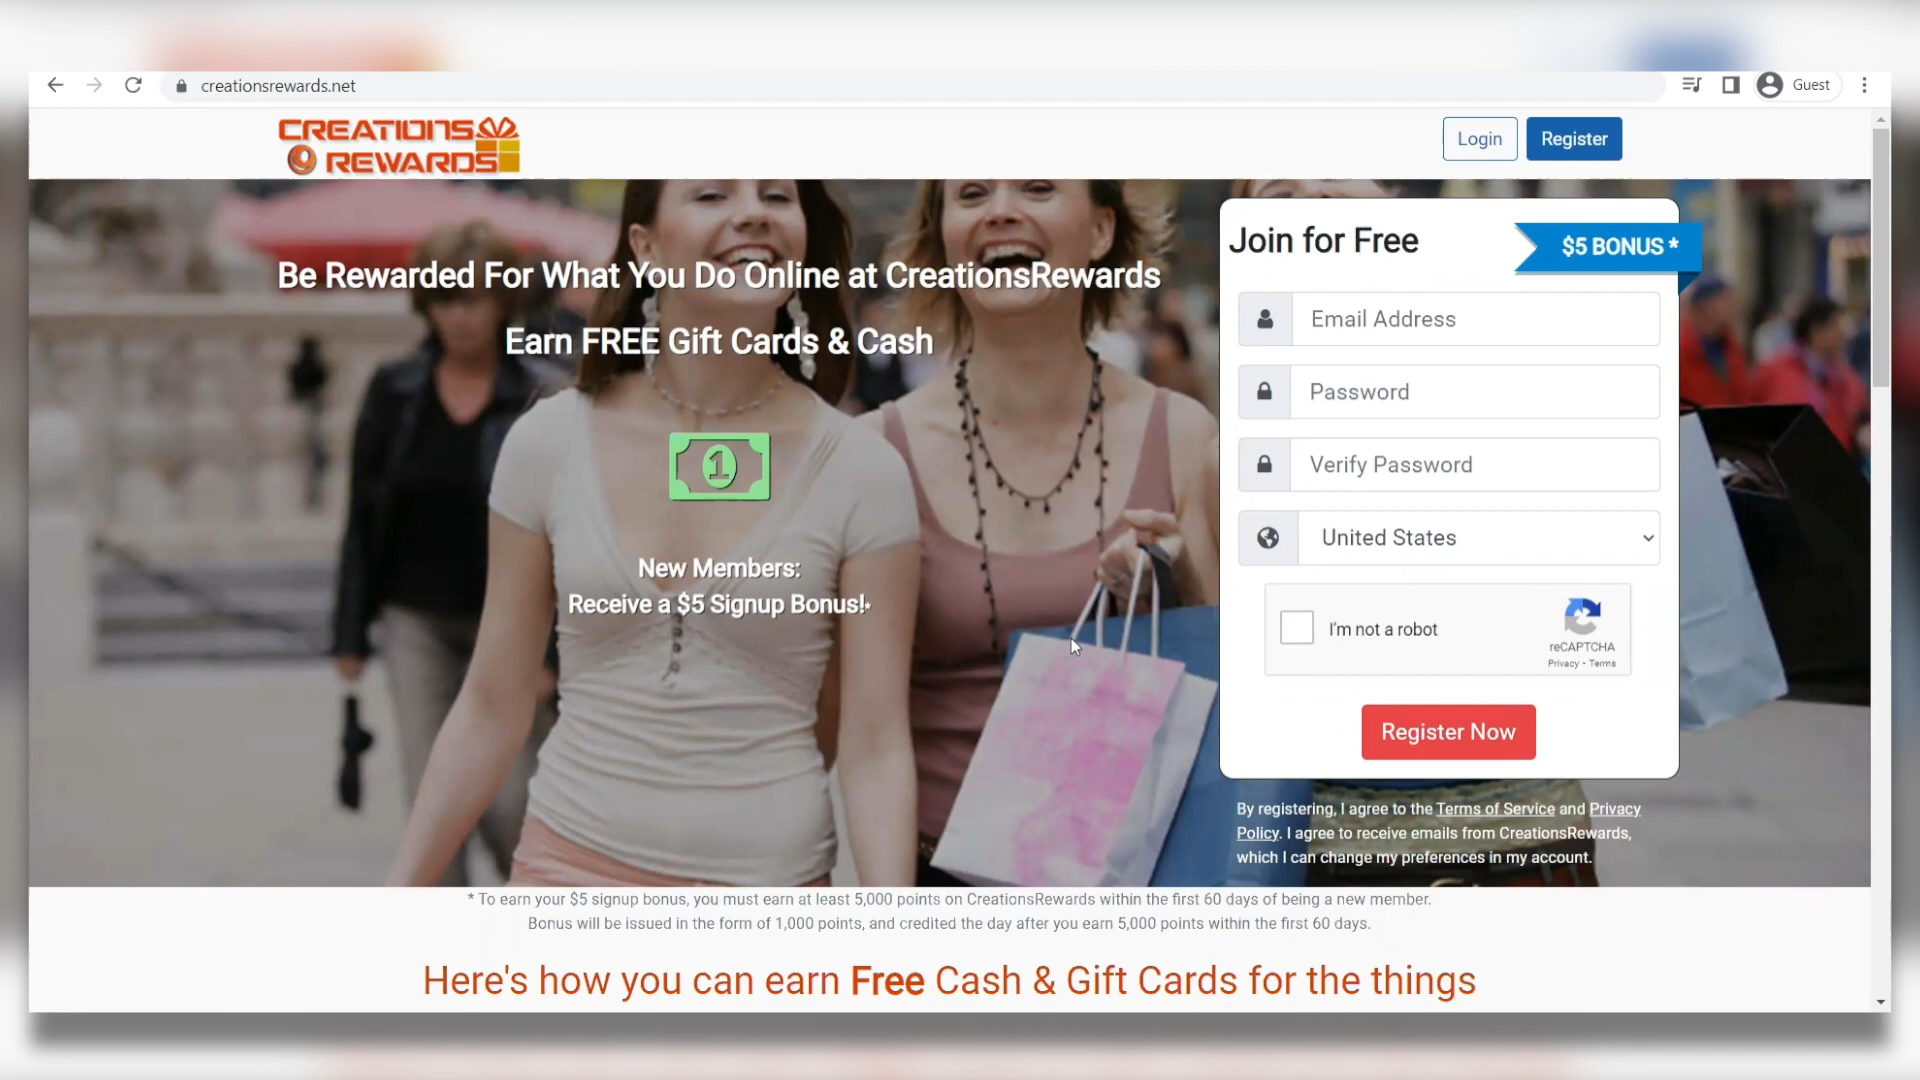 creationsrewards.net
Guest
CREATIONS
REWARDS
Login
Register
Be Rewarded For What You Do Online at CreationsRewards
Earn FREE Gift Cards & Cash
1
New Members:
Receive a $5 Signup Bonus!*
Join for Free
$5 BONUS *
Email Address
Password
Verify Password
United States
I'm not a robot
reCAPTCHA
Privacy - Terms
Register Now
By registering, I agree to the Terms of Service and Privacy
Policy. I agree to receive emails from CreationsRewards,
which I can change my preferences in my account.
* To earn your $5 signup bonus, you must earn at least 5,000 points on CreationsRewards within the first 60 days of being a new member.
Bonus will be issued in the form of 1,000 points, and credited the day after you earn 5,000 points within the first 60 days.
Here's how you can earn Free Cash & Gift Cards for the things